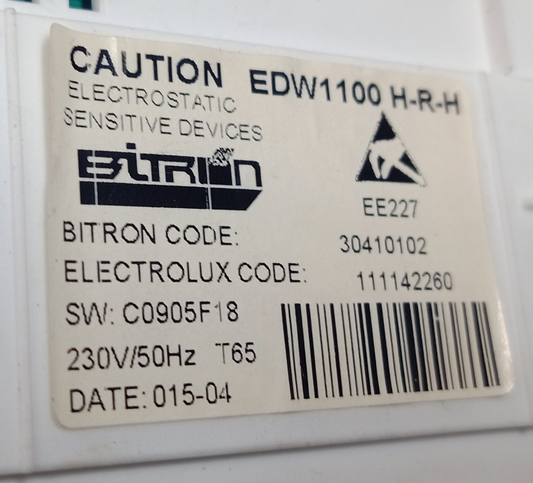 CAUTION EDW1100 H-R-H
ELECTROSTATIC
SENSITIVE DEVICES
BITRON
EE227
BITRON CODE: 30410102
ELECTROLUX CODE: 111142260
SW: C0905F18
230V/50Hz T65
DATE: 015-04